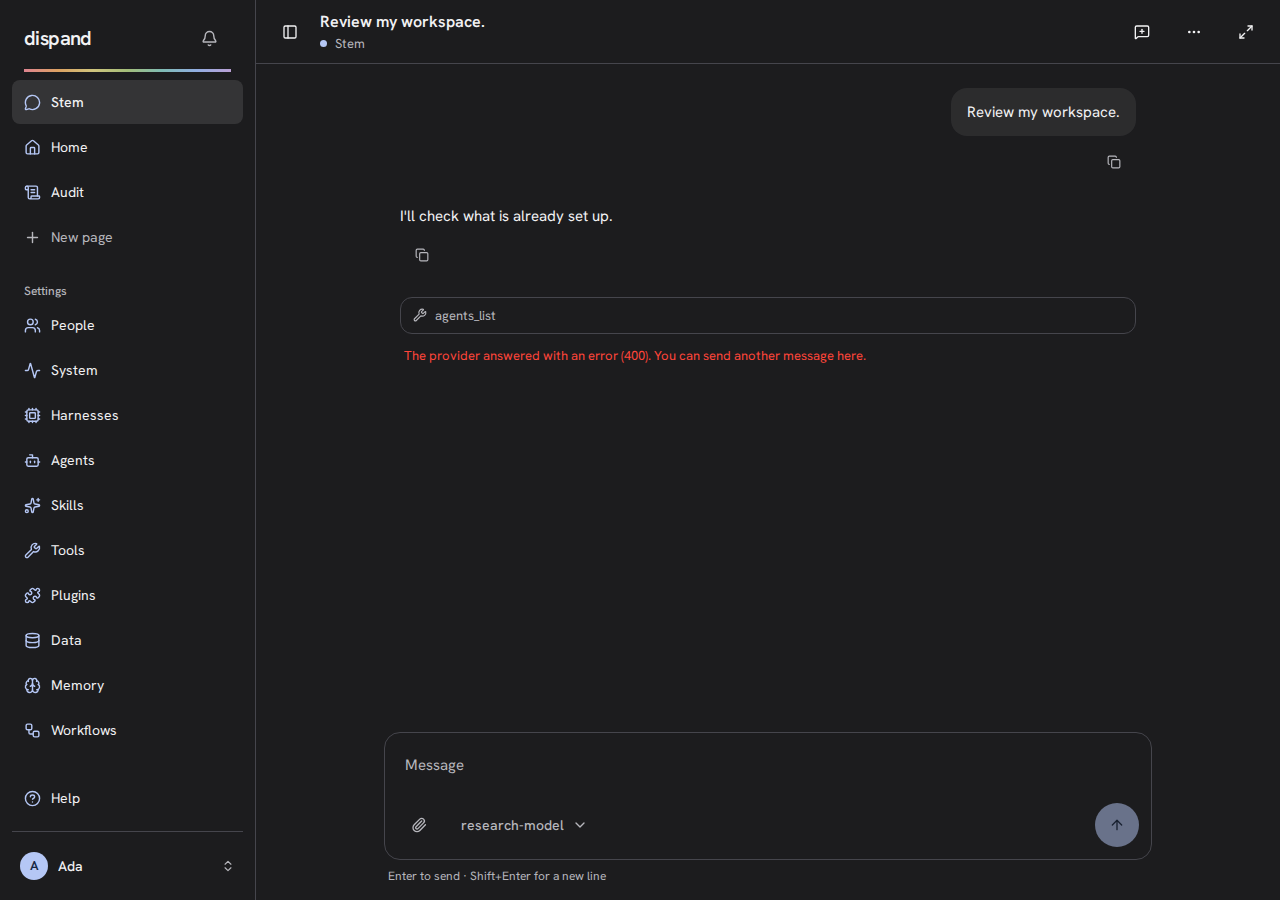 dispand
Stem
Home
Audit
New page
Settings
People
System
Harnesses
Agents
Skills
Tools
Plugins
Data
Memory
Workflows
Help
A
Ada
Review my workspace.
Stem
Review my workspace.
I'll check what is already set up.
agents_list
The provider answered with an error (400). You can send another message here.
Message
research-model
Enter to send · Shift+Enter for a new line